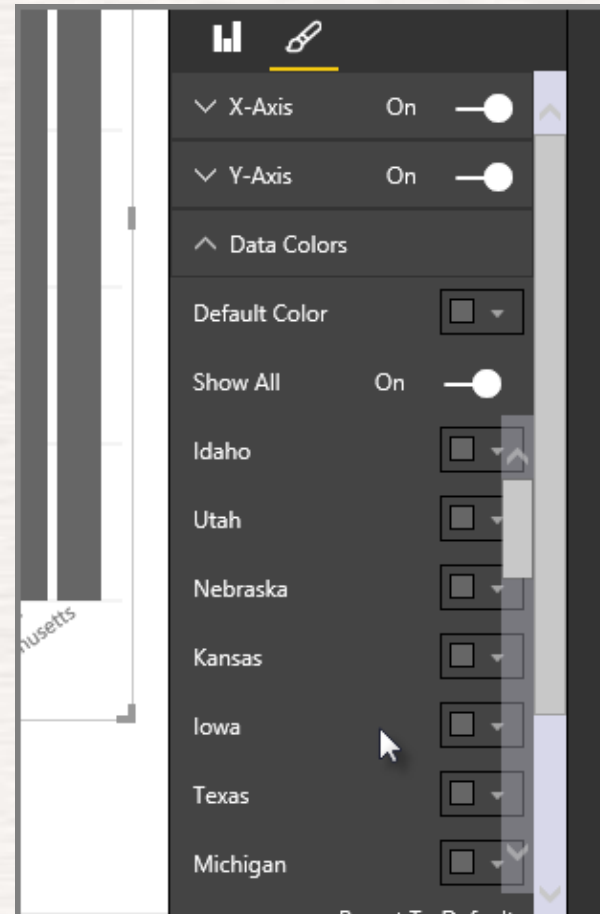 X-Axis On
Y-Axis On
Data Colors
Default Color
Show All On
Idaho
Utah
Nebraska
Kansas
Iowa
Texas
Michigan